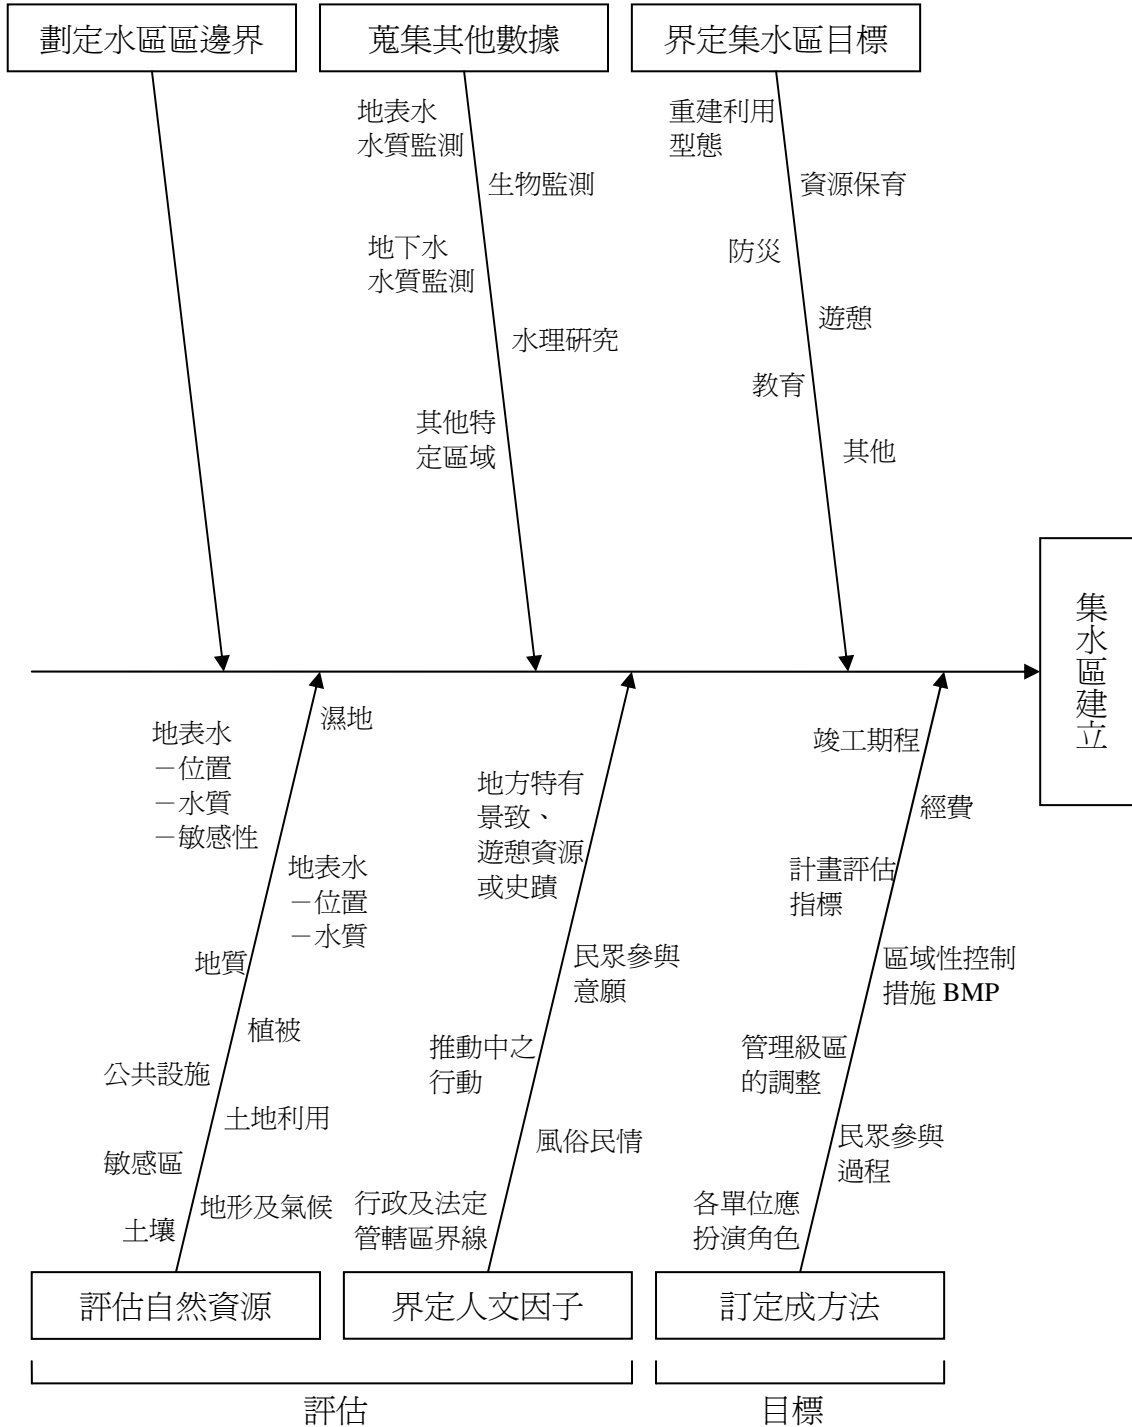 劃定水區區邊界
蒐集其他數據
界定集水區目標
地表水
水質監測
生物監測
地下水
水質監測
水理研究
其他特
定區域
重建利用
型態
資源保育
防災
遊憩
教育
其他
集水區建立
濕地
地表水
－位置
－水質
－敏感性
地表水
－位置
－水質
地質
植被
公共設施
土地利用
敏感區
地形及氣候
土壤
地方特有
景致、
遊憩資源
或史蹟
民眾參與
意願
推動中之
行動
風俗民情
行政及法定
管轄區界線
竣工期程
經費
計畫評估
指標
區域性控制
措施 BMP
管理級區
的調整
民眾參與
過程
各單位應
扮演角色
評估自然資源
界定人文因子
訂定成方法
評估
目標